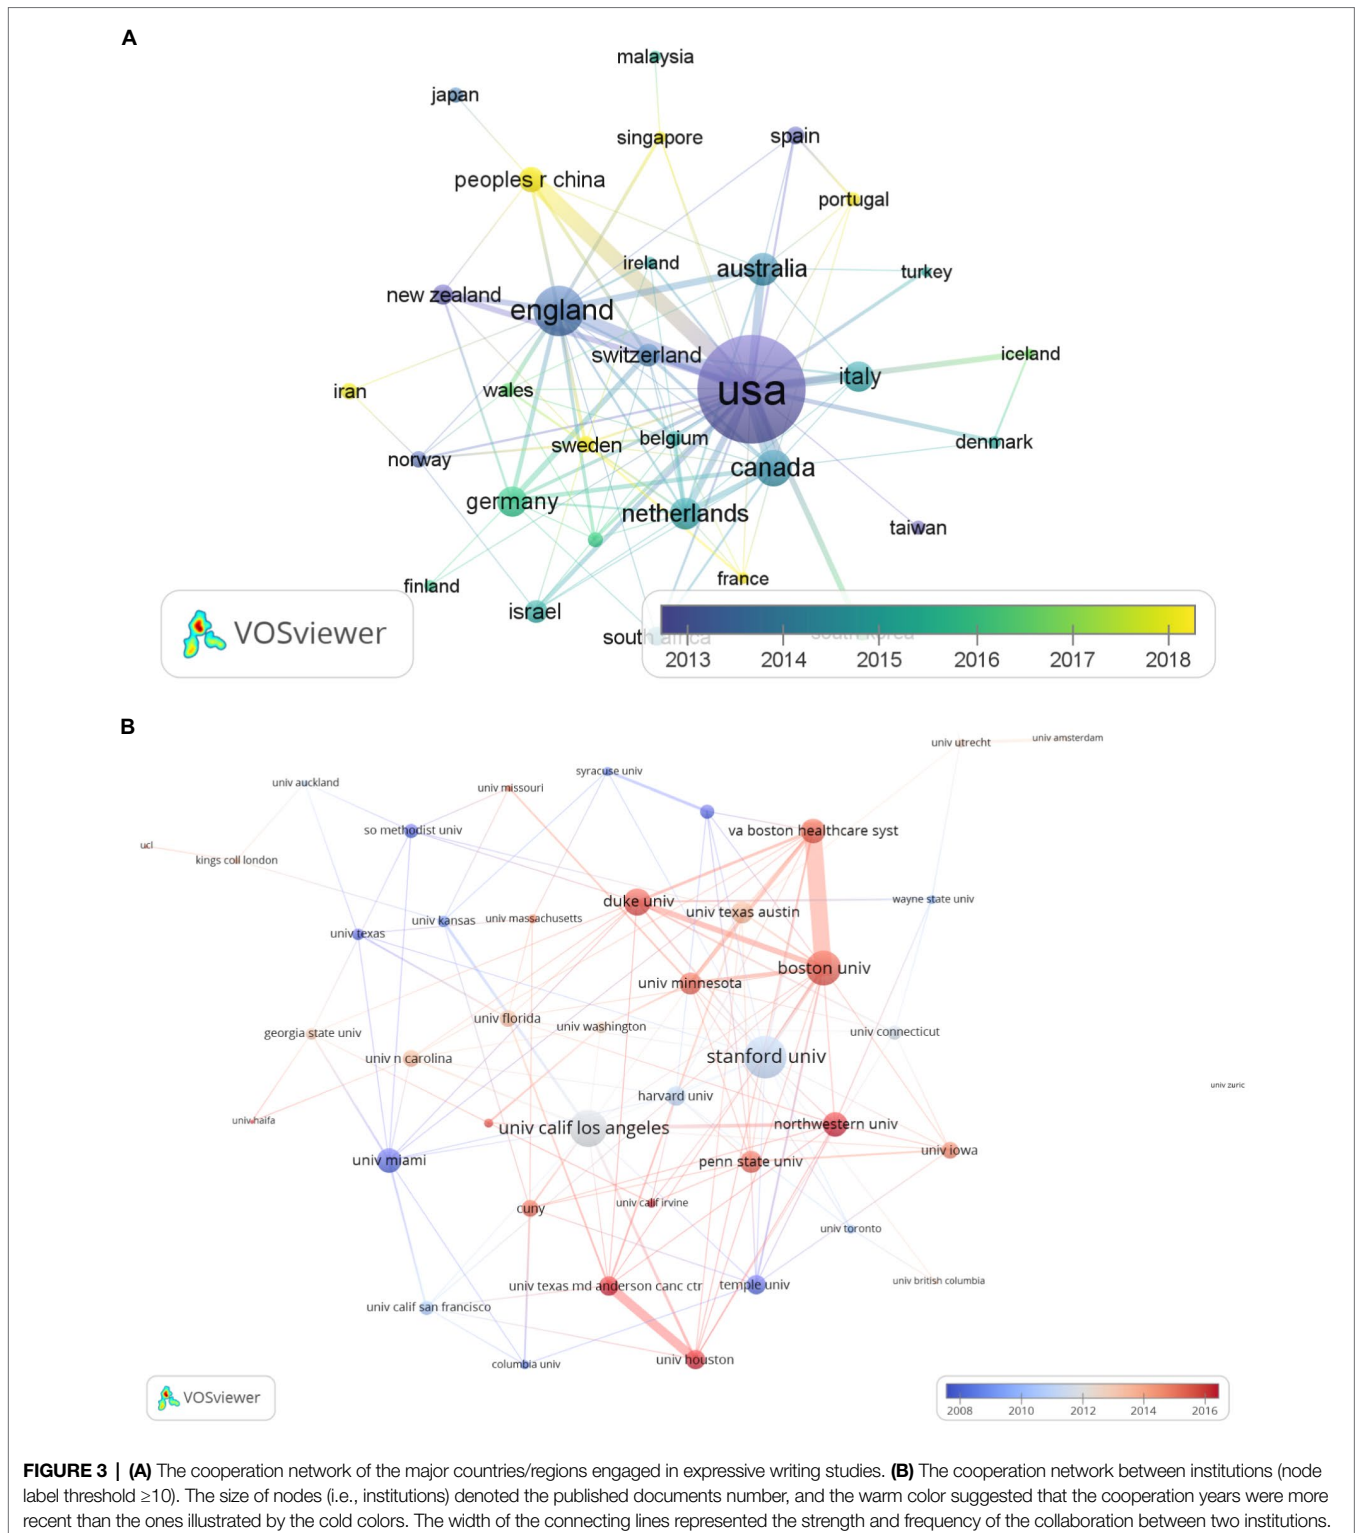 A
malaysia
japan
singapore
spain
peoples r china
portugal
ireland
australia
turkey
new zealand
england
switzerland
iceland
usa
italy
iran
wales
sweden
belgium
denmark
norway
canada
germany
netherlands
taiwan
france
finland
israel
south africa
south korea
VOSviewer
2013 2014 2015 2016 2017 2018
B
univ utrecht
univ amsterdam
syracuse univ
univ auckland
univ missouri
so methodist univ
va boston healthcare syst
ucl
kings coll london
duke univ
wayne state univ
univ texas austin
univ kansas
univ massachusetts
univ texas
boston univ
univ minnesota
univ florida
univ washington
georgia state univ
univ connecticut
univ n carolina
stanford univ
univ zuric
harvard univ
univ haifa
univ calif los angeles
northwestern univ
univ miami
penn state univ
univ iowa
cuny
univ calif irvine
univ toronto
univ texas md anderson canc ctr
temple univ
univ british columbia
univ calif san francisco
columbia univ
univ houston
VOSviewer
2008 2010 2012 2014 2016
FIGURE 3 | (A) The cooperation network of the major countries/regions engaged in expressive writing studies. (B) The cooperation network between institutions (node
label threshold ≥10). The size of nodes (i.e., institutions) denoted the published documents number, and the warm color suggested that the cooperation years were more
recent than the ones illustrated by the cold colors. The width of the connecting lines represented the strength and frequency of the collaboration between two institutions.